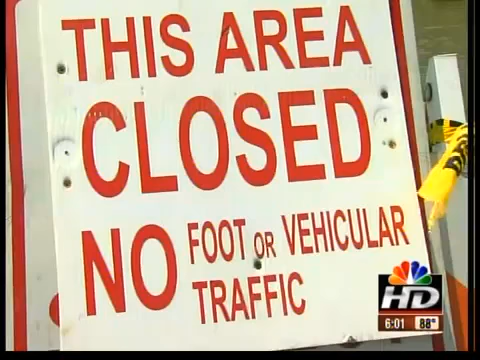 THIS AREA
CLOSED
NO FOOT OR VEHICULAR
TRAFFIC
HD
6:01 88°